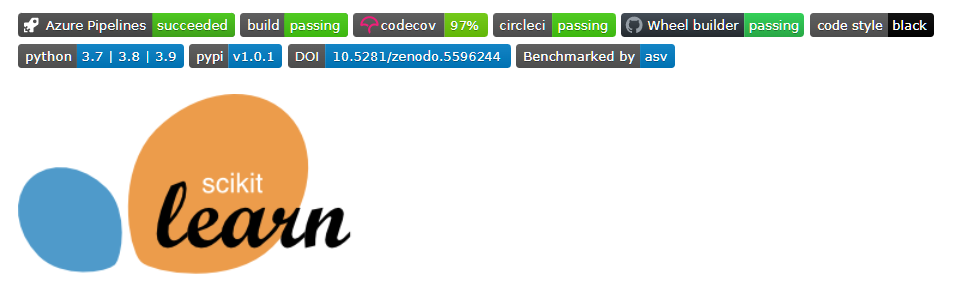 Azure Pipelines succeeded build passing codecov 97% circleci passing Wheel builder passing code style black
python 3.7 | 3.8 | 3.9 pypi v1.0.1 DOI 10.5281/zenodo.5596244 Benchmarked by asv
scikit
learn